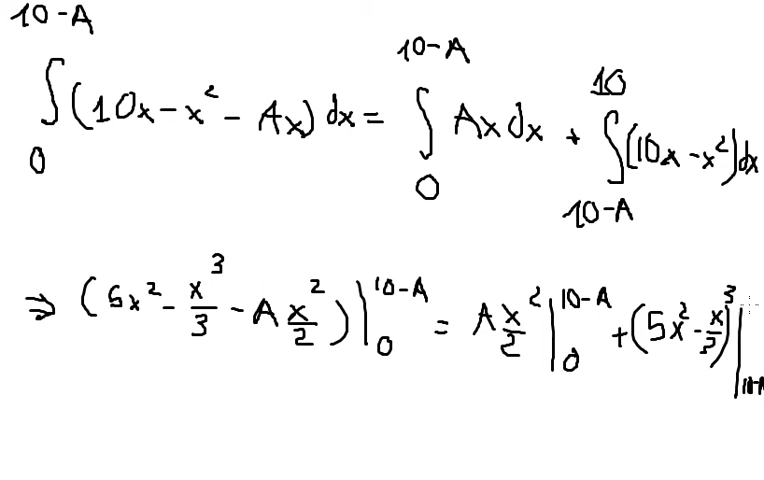 ∫₀^{10-A} (10x - x² - Ax) dx = ∫₀^{10-A} Ax dx + ∫_{10-A}^{10} (10x - x²) dx
⇒ (5x² - x³/3 - A x²/2) |₀^{10-A} = A x²/2 |₀^{10-A} + (5x² - x³/3) |_{10-A}